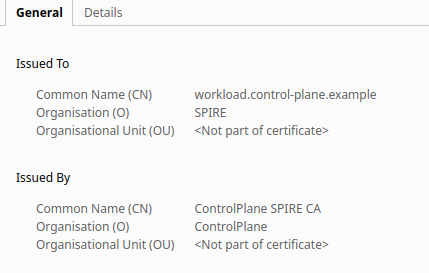 General Details
Issued To
Common Name (CN) workload.control-plane.example
Organisation (O) SPIRE
Organisational Unit (OU) <Not part of certificate>
Issued By
Common Name (CN) ControlPlane SPIRE CA
Organisation (O) ControlPlane
Organisational Unit (OU) <Not part of certificate>